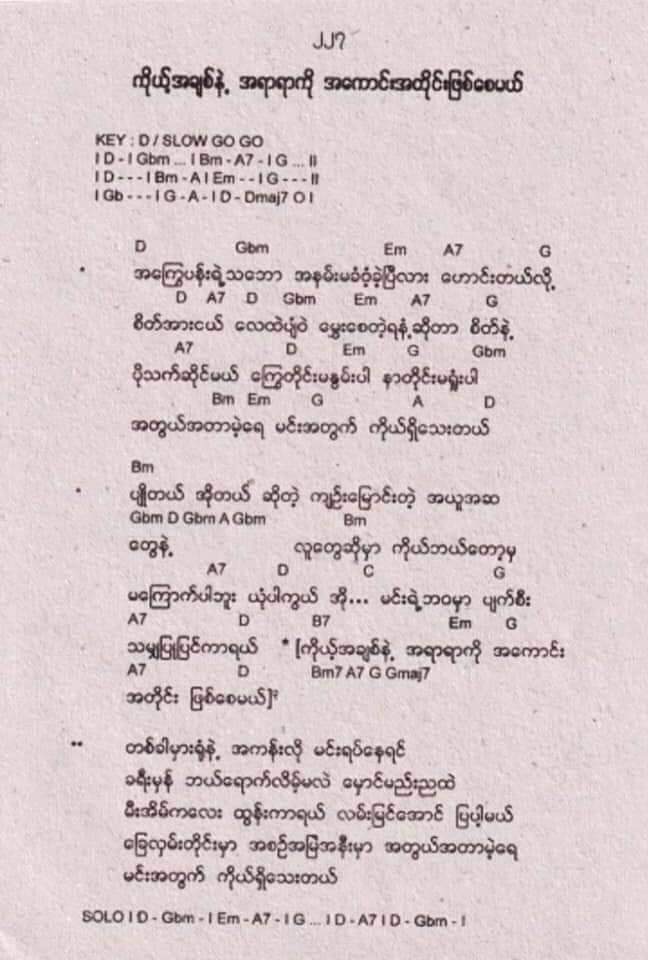 ၂၂၇
ကိုယ့်အချစ်နဲ့ အရာရာကို အကောင်းအတိုင်းဖြစ်စေမယ်
KEY : D / SLOW GO GO
I D - I Gbm ... I Bm - A7 - I G ... II
I D - - - I Bm - A I Em - - I G - - - II
I Gb - - - I G - A - I D - Dmaj7 O I
D Gbm Em A7 G
* အကြွေပန်းရဲ့သဘော အနမ်းမခံဝံ့ခဲ့ပြီလား ဟောင်းတယ်လို့
D A7 D Gbm Em A7 G
စိတ်အားငယ် လေထဲပျံဝဲ မွှေးစေတဲ့ရနံ့ဆိုတာ စိတ်နဲ့
A7 D Em G Gbm
ပိုသက်ဆိုင်မယ် ကြွေတိုင်းမနွမ်းပါ နာတိုင်းမရှုံးပါ
Bm Em G A D
အတွယ်အတာမဲ့ရေ မင်းအတွက် ကိုယ်ရှိသေးတယ်
Bm
* ပျိုတယ် အိုတယ် ဆိုတဲ့ ကျဉ်းမြောင်းတဲ့ အယူအဆ
Gbm D Gbm A Gbm Bm
တွေနဲ့ လူတွေဆိုမှာ ကိုယ်ဘယ်တော့မှ
A7 D C G
မကြောက်ပါဘူး ယုံပါကွယ် အို... မင်းရဲ့ဘဝမှာ ပျက်စီး
A7 D B7 Em G
သမျှပြုပြင်ကာရယ် * [ကိုယ့်အချစ်နဲ့ အရာရာကို အကောင်း
A7 D Bm7 A7 G Gmaj7
အတိုင်း ဖြစ်စေမယ်]²
** တစ်ခါမှားရုံနဲ့ အကန်းလို မင်းရပ်နေရင်
ခရီးမှန် ဘယ်ရောက်လိမ့်မလဲ မှောင်မည်းညထဲ
မီးအိမ်ကလေး ထွန်းကာရယ် လမ်းမြင်အောင် ပြပါ့မယ်
ခြေလှမ်းတိုင်းမှာ အစဉ်အမြဲအနီးမှာ အတွယ်အတာမဲ့ရေ
မင်းအတွက် ကိုယ်ရှိသေးတယ်
SOLO I D - Gbm - I Em - A7 - I G ... I D - A7 I D - Gbm - I